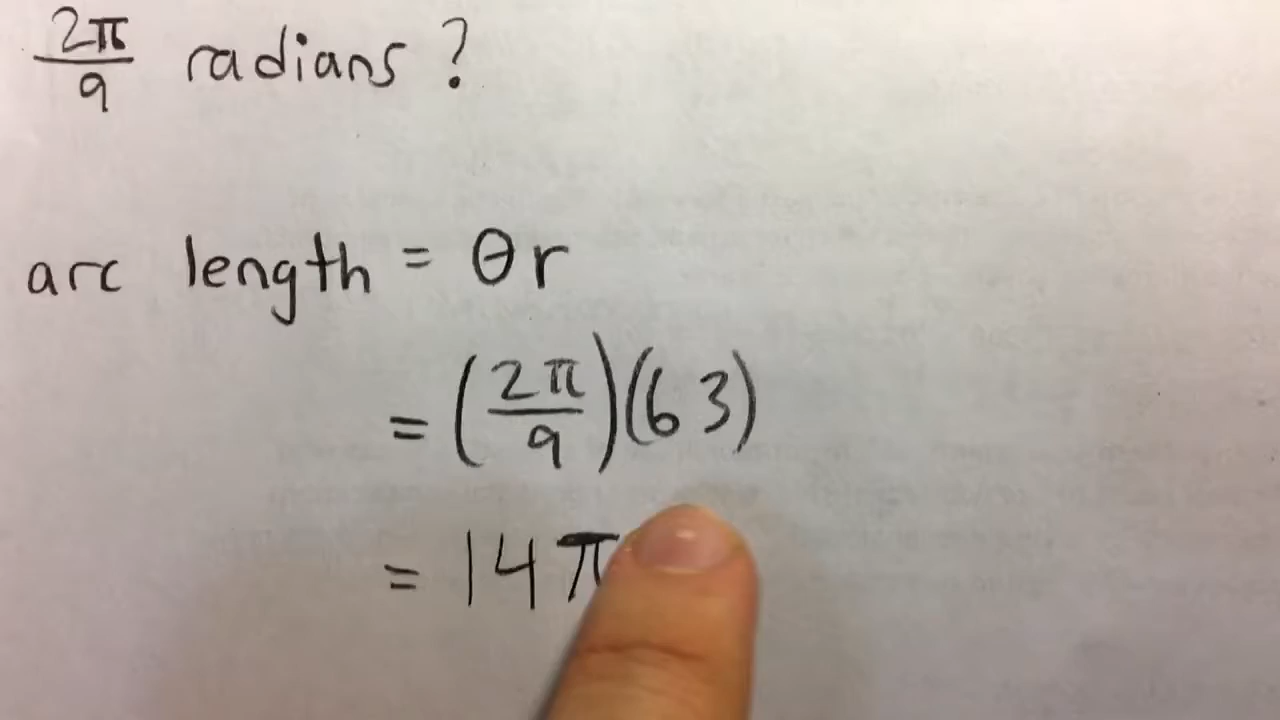 2π/9 radians?
arc length = θr
= (2π/9)(63)
= 14π